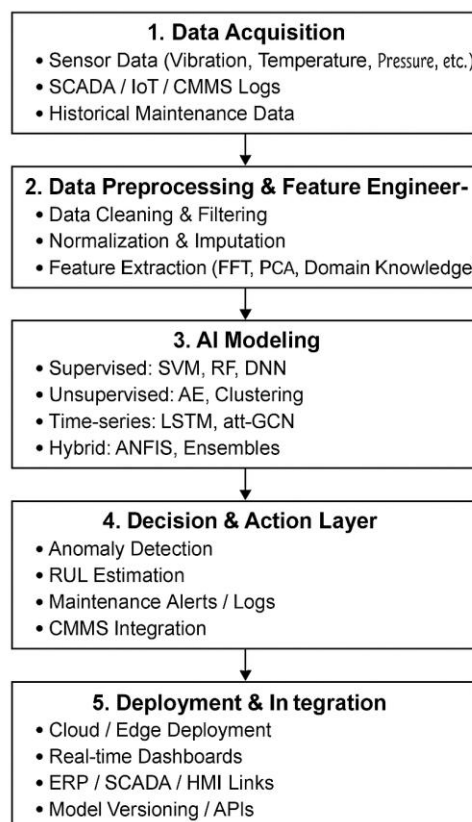 1. Data Acquisition
• Sensor Data (Vibration, Temperature, Pressure, etc.)
• SCADA / IoT / CMMS Logs
• Historical Maintenance Data
2. Data Preprocessing & Feature Engineer-
• Data Cleaning & Filtering
• Normalization & Imputation
• Feature Extraction (FFT, PCA, Domain Knowledge
3. AI Modeling
• Supervised: SVM, RF, DNN
• Unsupervised: AE, Clustering
• Time-series: LSTM, att-GCN
• Hybrid: ANFIS, Ensembles
4. Decision & Action Layer
• Anomaly Detection
• RUL Estimation
• Maintenance Alerts / Logs
• CMMS Integration
5. Deployment & In tegration
• Cloud / Edge Deployment
• Real-time Dashboards
• ERP / SCADA / HMI Links
• Model Versioning / APIs